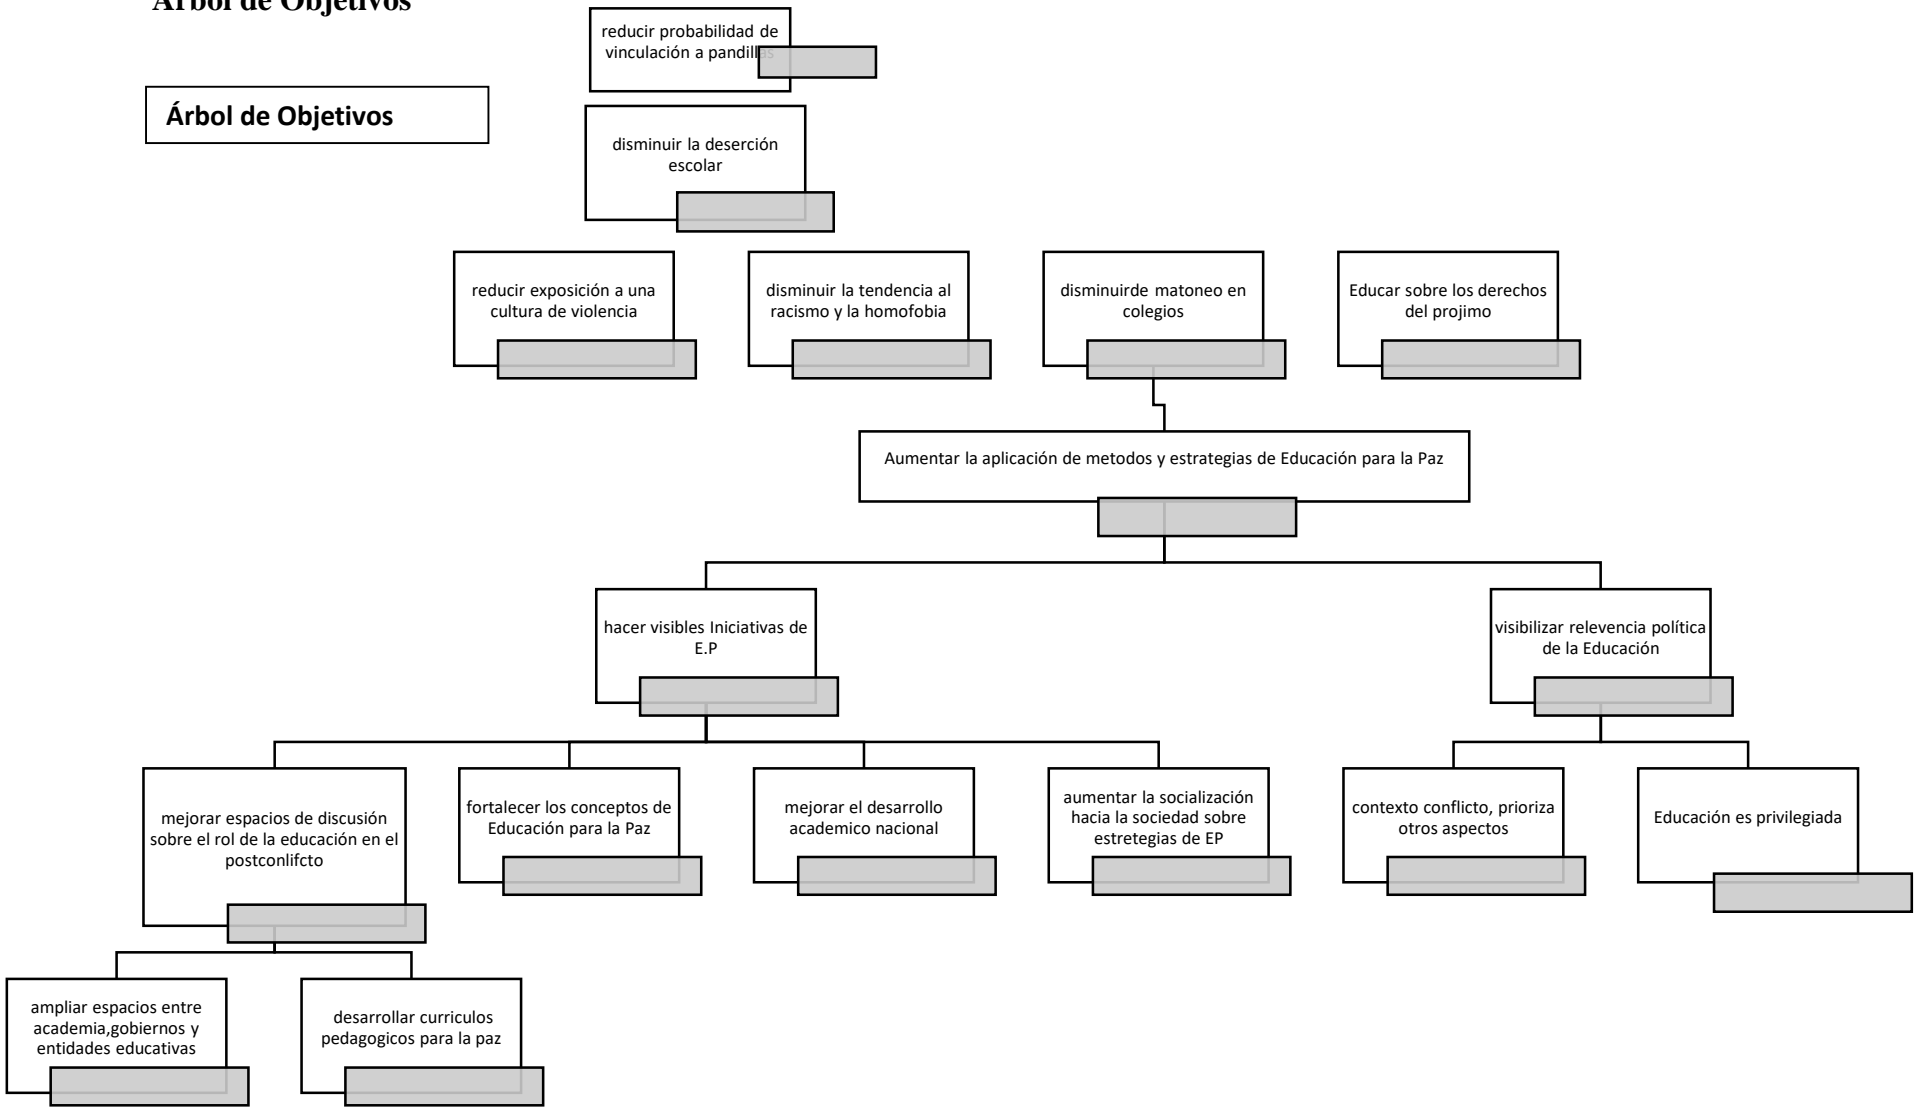 Árbol de Objetivos
reducir probabilidad de
vinculación a pandillas
Árbol de Objetivos
disminuir la deserción
escolar
reducir exposición a una
cultura de violencia
disminuir la tendencia al
racismo y la homofobia
disminuirde matoneo en
colegios
Educar sobre los derechos
del projimo
Aumentar la aplicación de metodos y estrategias de Educación para la Paz
hacer visibles Iniciativas de
E.P
visibilizar relevencia política
de la Educación
mejorar espacios de discusión
sobre el rol de la educación en el
postconlifcto
fortalecer los conceptos de
Educación para la Paz
mejorar el desarrollo
academico nacional
aumentar la socialización
hacia la sociedad sobre
estretegias de EP
contexto conflicto, prioriza
otros aspectos
Educación es privilegiada
ampliar espacios entre
academia,gobiernos y
entidades educativas
desarrollar curriculos
pedagogicos para la paz